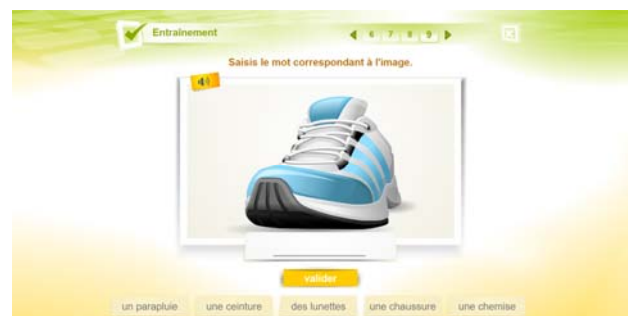 Entraînement
6 7 8 9
Saisis le mot correspondant à l'image.
valider
un parapluie une ceinture des lunettes une chaussure une chemise